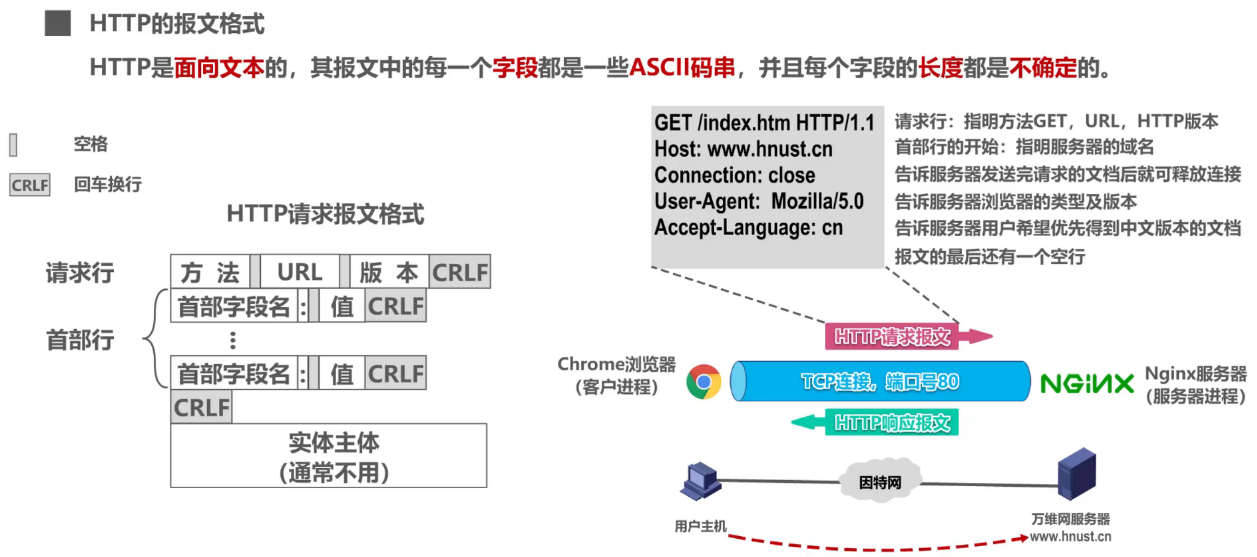 HTTP的报文格式
HTTP是面向文本的，其报文中的每一个字段都是一些ASCII码串，并且每个字段的长度都是不确定的。
空格
CRLF 回车换行
HTTP请求报文格式
请求行 方 法 URL 版 本 CRLF
首部行
首部字段名 : 值 CRLF
⋮
首部字段名 : 值 CRLF
CRLF
实体主体
（通常不用）
GET /index.htm HTTP/1.1 请求行：指明方法GET，URL，HTTP版本
Host: www.hnust.cn 首部行的开始：指明服务器的域名
Connection: close 告诉服务器发送完请求的文档后就可释放连接
User-Agent: Mozilla/5.0 告诉服务器浏览器的类型及版本
Accept-Language: cn 告诉服务器用户希望优先得到中文版本的文档
报文的最后还有一个空行
HTTP请求报文
Chrome浏览器
（客户进程）
TCP连接，端口号80
NGINX
Nginx服务器
（服务器进程）
HTTP响应报文
因特网
用户主机
万维网服务器
www.hnust.cn